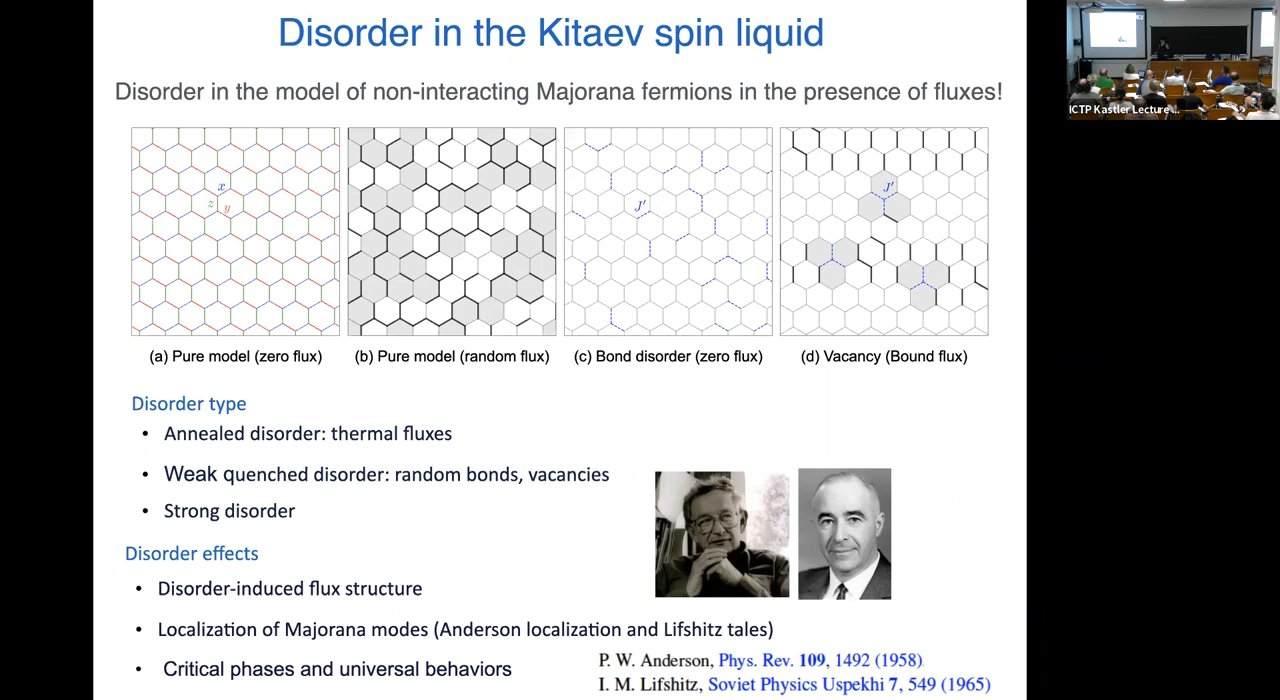 Disorder in the Kitaev spin liquid
Disorder in the model of non-interacting Majorana fermions in the presence of fluxes!
x
z y
J′
J′
(a) Pure model (zero flux)
(b) Pure model (random flux)
(c) Bond disorder (zero flux)
(d) Vacancy (Bound flux)
Disorder type
• Annealed disorder: thermal fluxes
• Weak quenched disorder: random bonds, vacancies
• Strong disorder
Disorder effects
• Disorder-induced flux structure
• Localization of Majorana modes (Anderson localization and Lifshitz tales)
• Critical phases and universal behaviors
P. W. Anderson, Phys. Rev. 109, 1492 (1958)
I. M. Lifshitz, Soviet Physics Uspekhi 7, 549 (1965)
ICTP Kastler Lecture ...